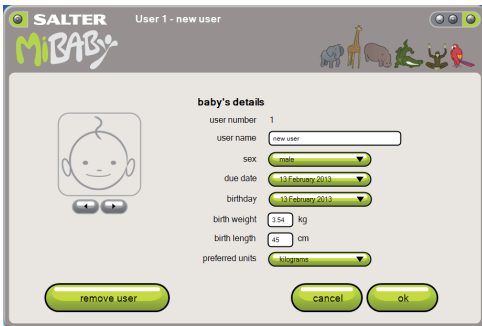 SALTER User 1 - new user
MiBABY
baby's details
user number 1
user name new user
sex male
due date 13 February 2013
birthday 13 February 2013
birth weight 3.54 kg
birth length 45 cm
preferred units kilograms
remove user cancel ok